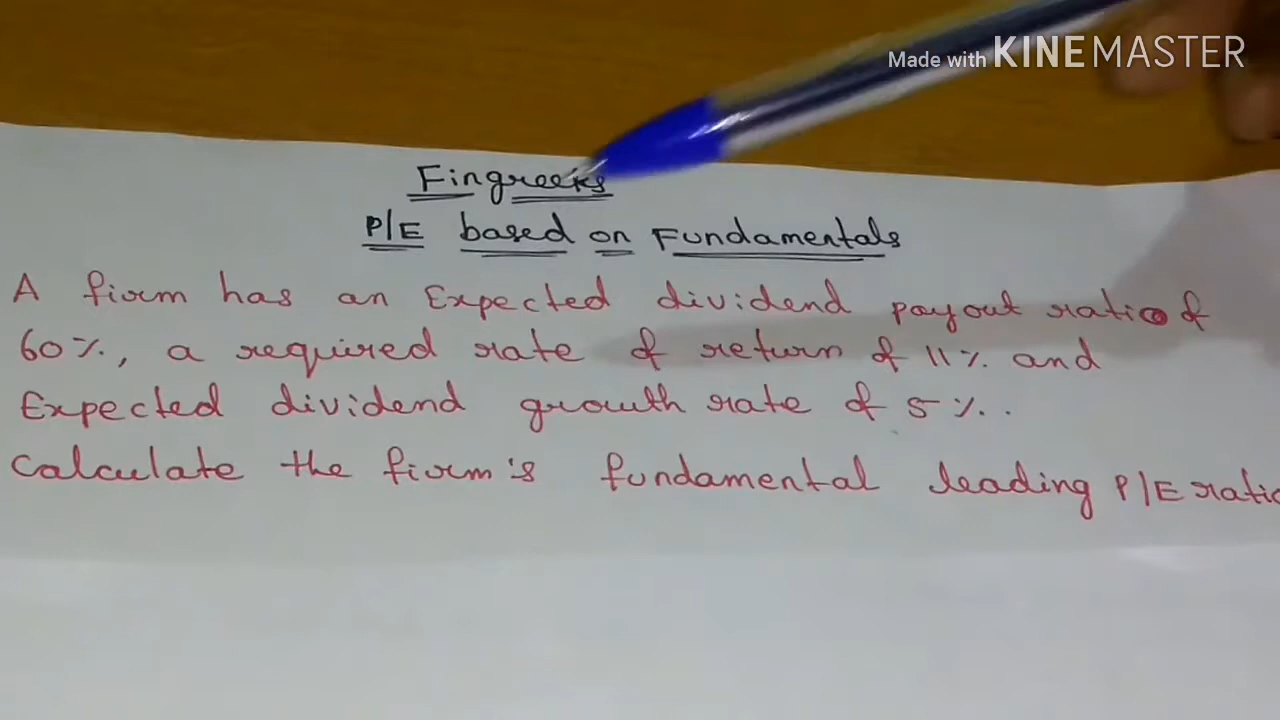 Made with KINEMASTER
Fingreeks
P/E based on Fundamentals
A firm has an Expected dividend payout ratio of
60%, a required rate of return of 11% and
Expected dividend growth rate of 5%..
Calculate the firm's fundamental leading P/E ratio